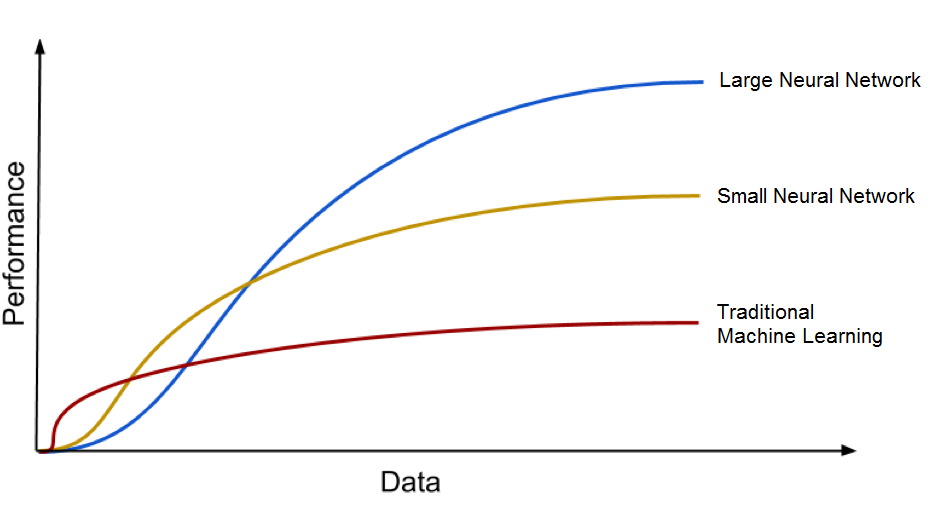 Large Neural Network
Small Neural Network
Traditional
Machine Learning
Performance
Data